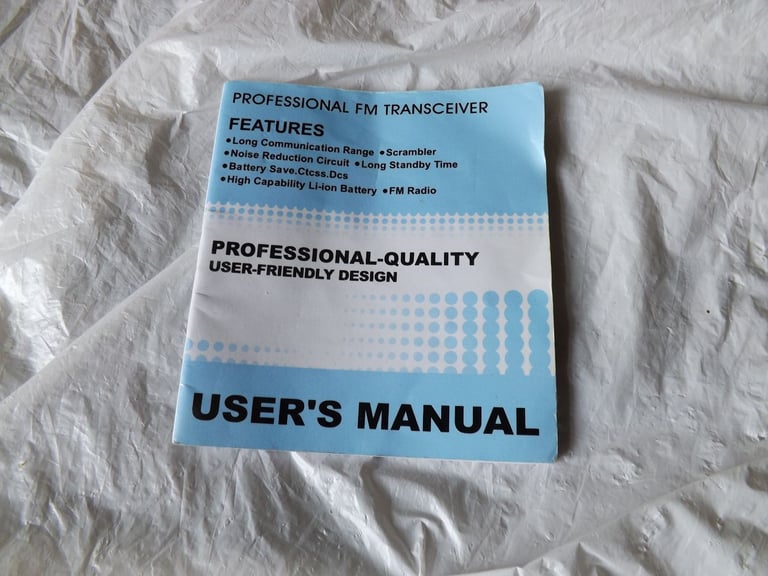 PROFESSIONAL FM TRANSCEIVER
FEATURES
•Long Communication Range •Scrambler
•Noise Reduction Circuit •Long Standby Time
•Battery Save.Ctcss.Dcs
•High Capability Li-ion Battery •FM Radio
PROFESSIONAL-QUALITY
USER-FRIENDLY DESIGN
USER'S MANUAL